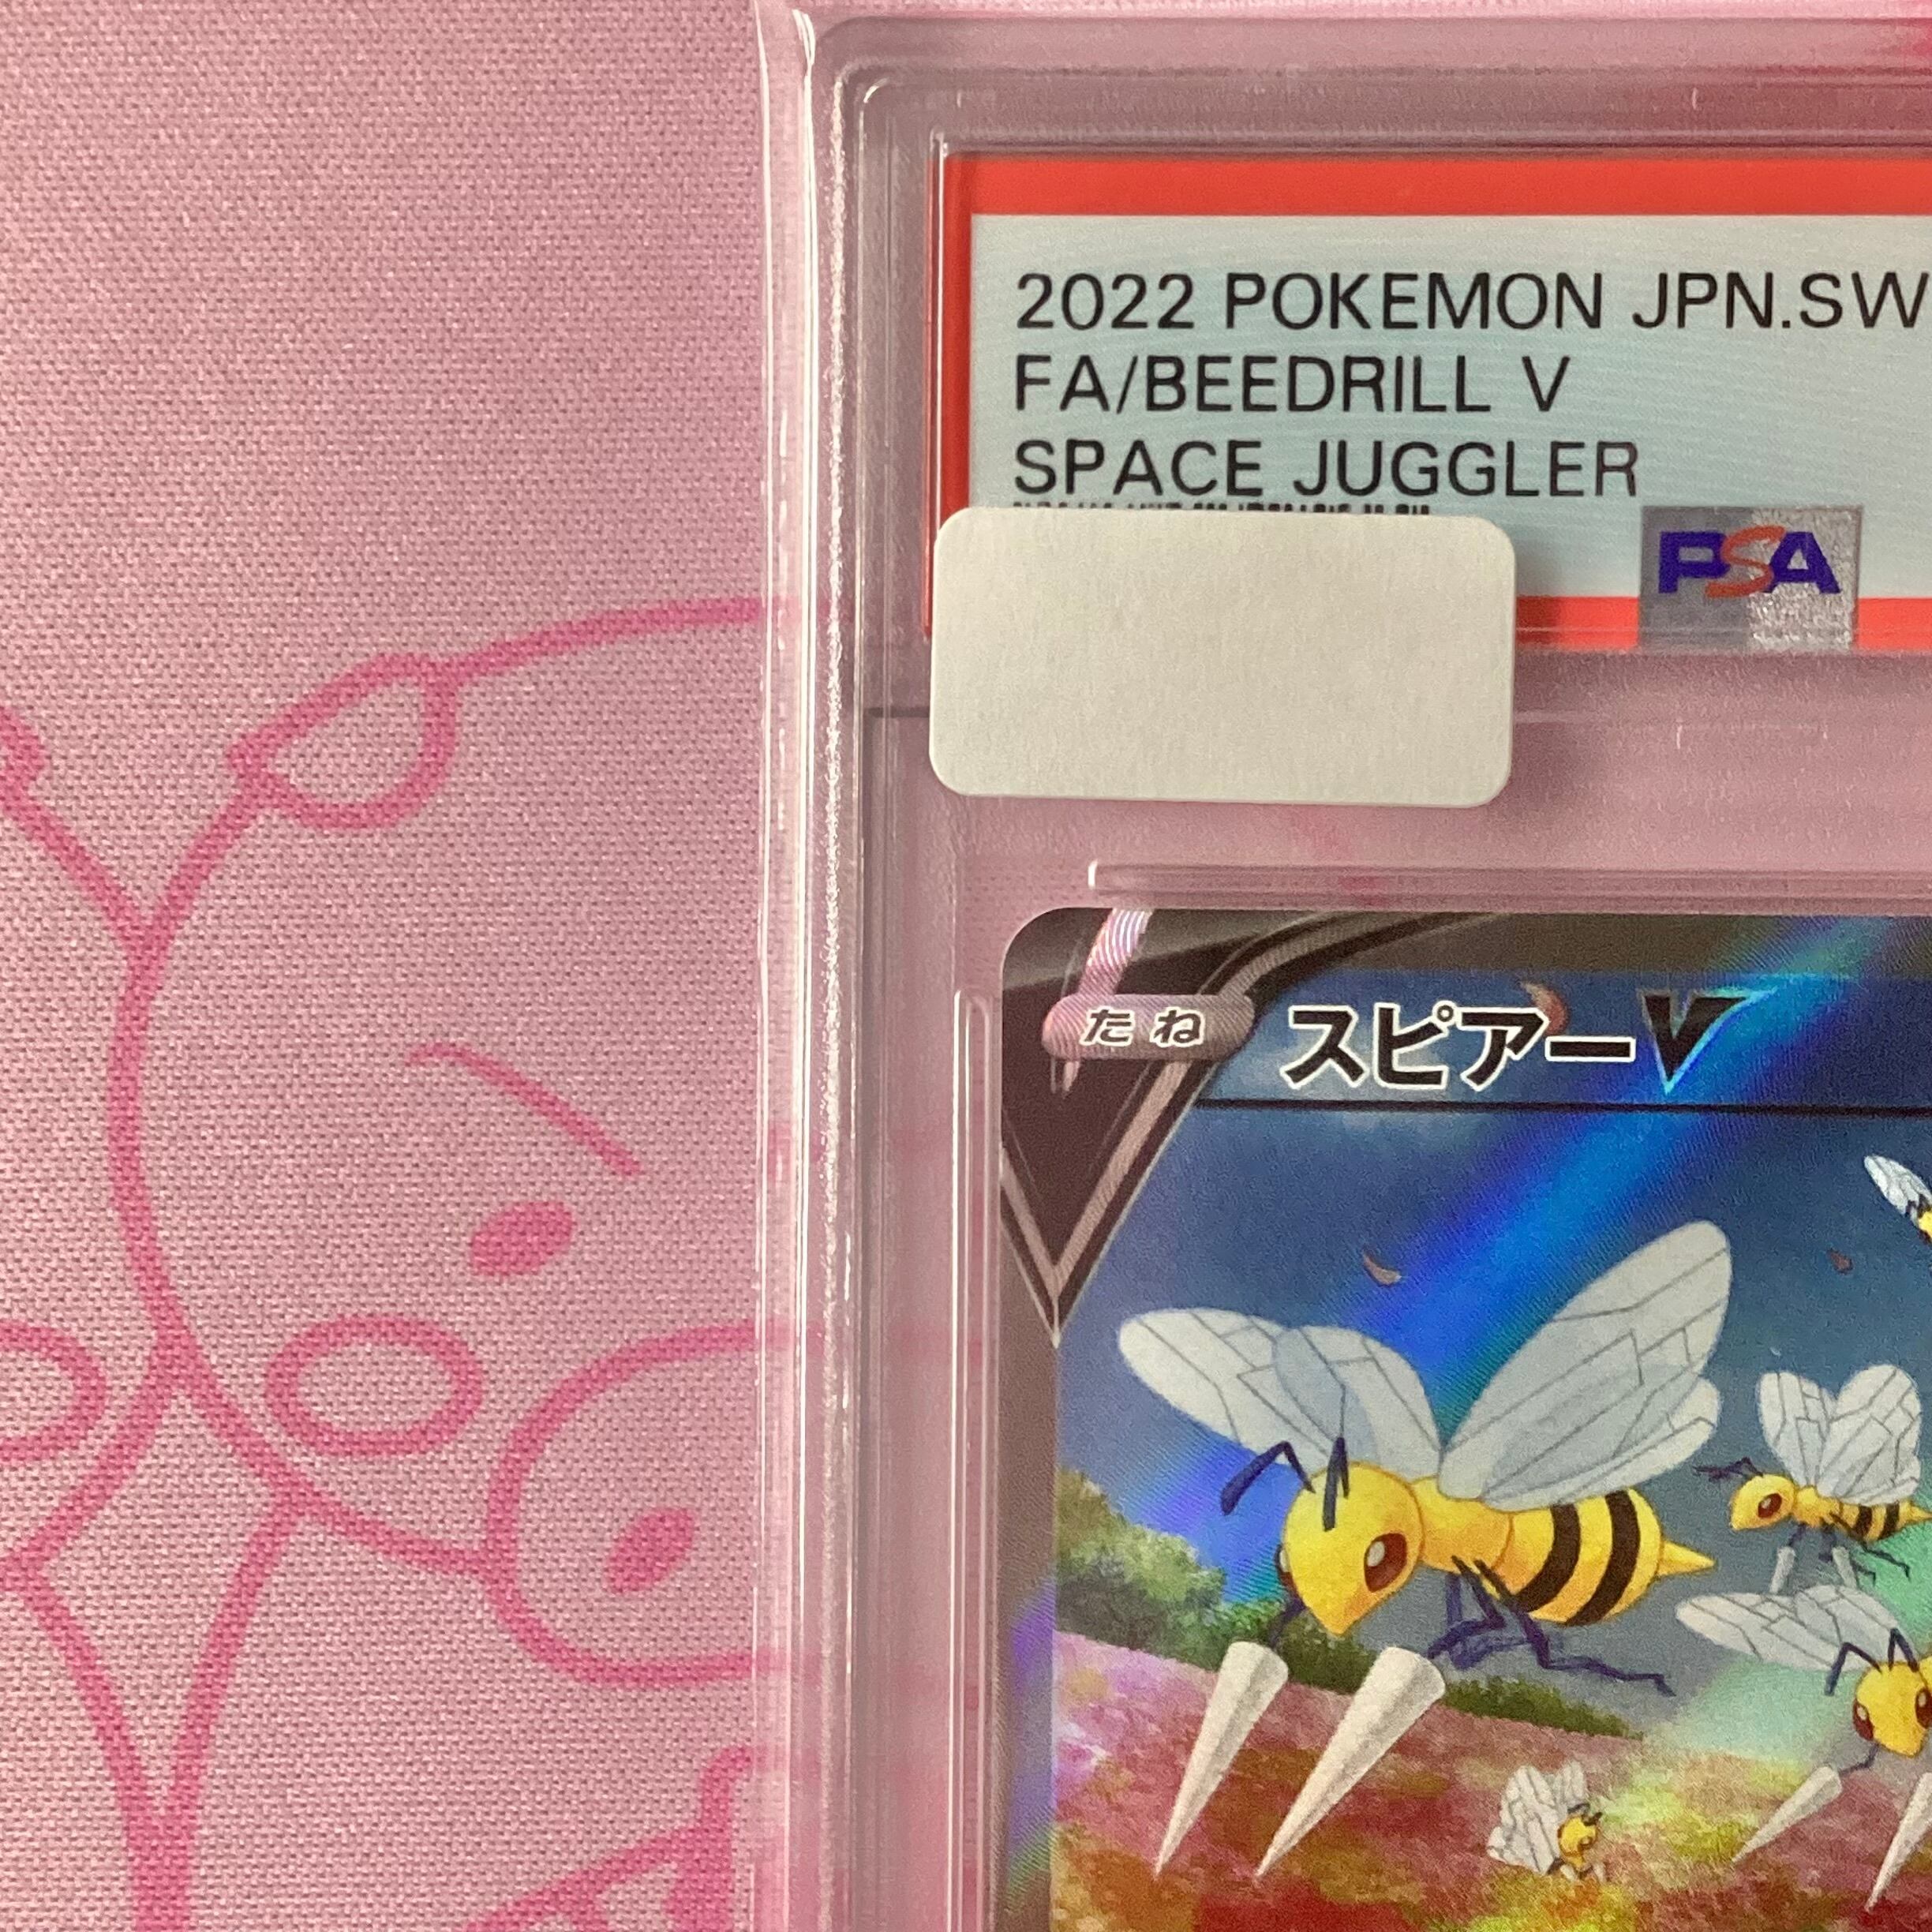 2022 POKEMON JPN.SW
FA/BEEDRILL V
SPACE JUGGLER
PSA
たね
スピアーV